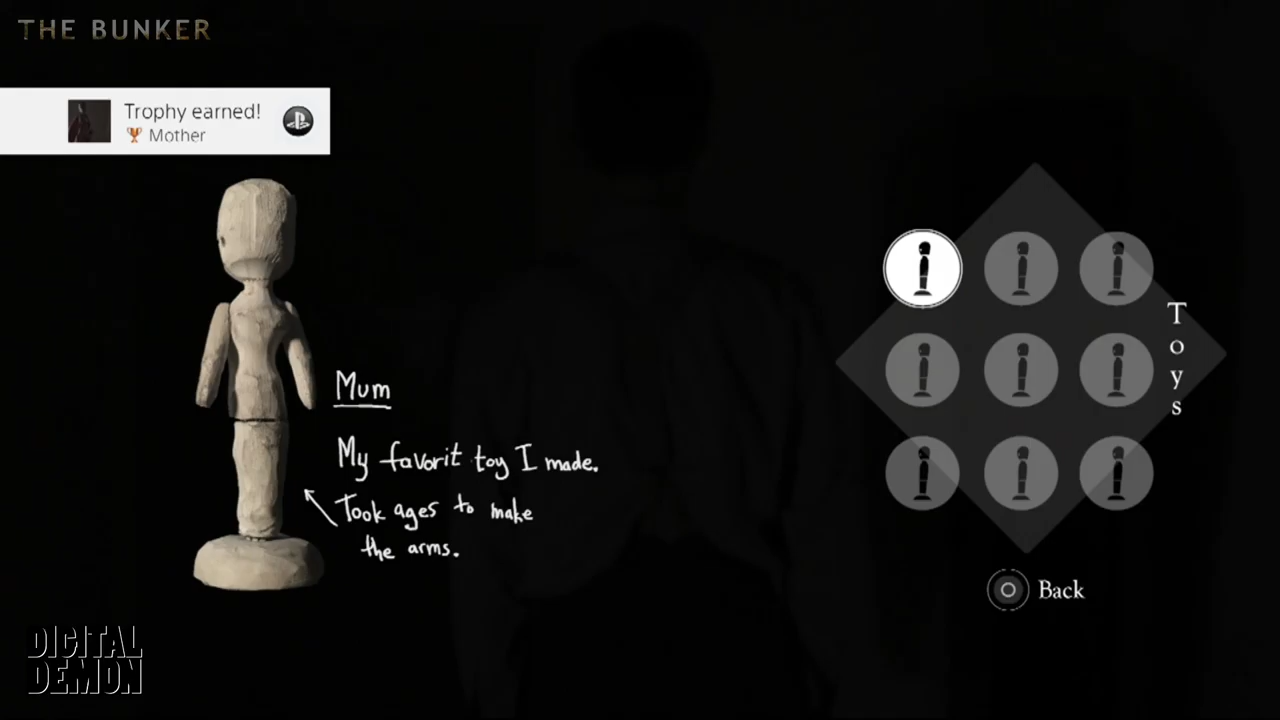 THE BUNKER
Trophy earned!
Mother
Mum
My favorit toy I made.
Took ages to make
the arms.
Toys
Back
DIGITAL
DEMON